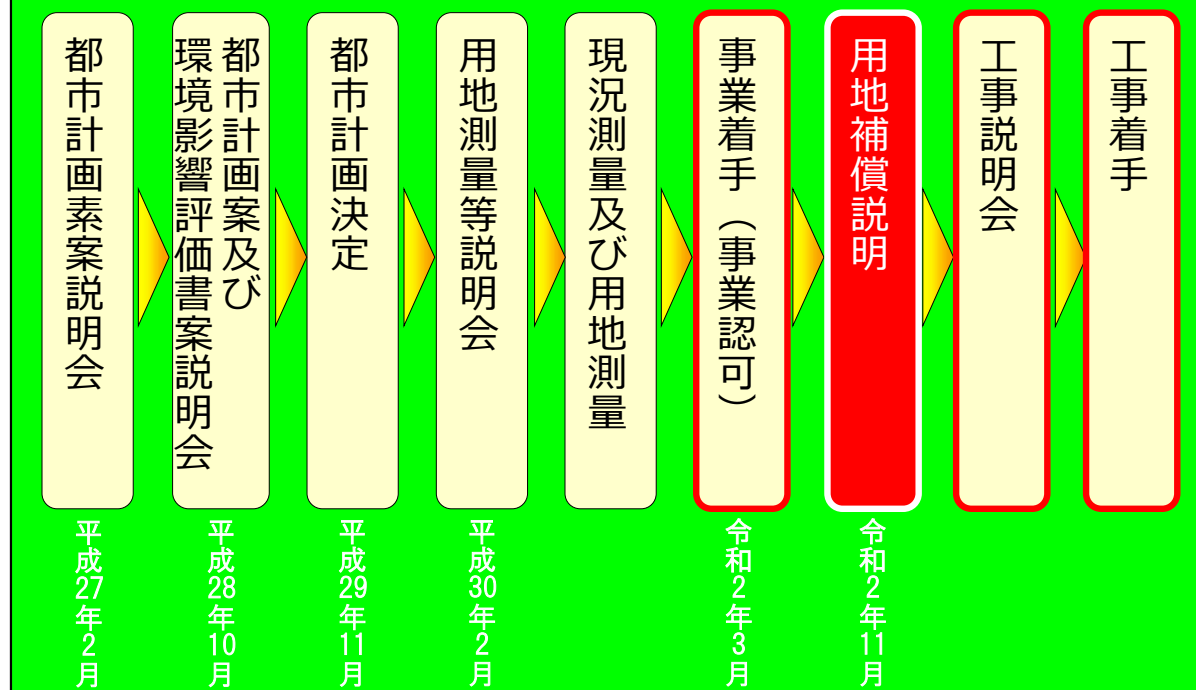 都市計画素案説明会
平成27年2月
都市計画案及び
環境影響評価書案説明会
平成28年10月
都市計画決定
平成29年11月
用地測量等説明会
平成30年2月
現況測量及び用地測量
事業着手（事業認可）
令和2年3月
用地補償説明
令和2年11月
工事説明会
工事着手